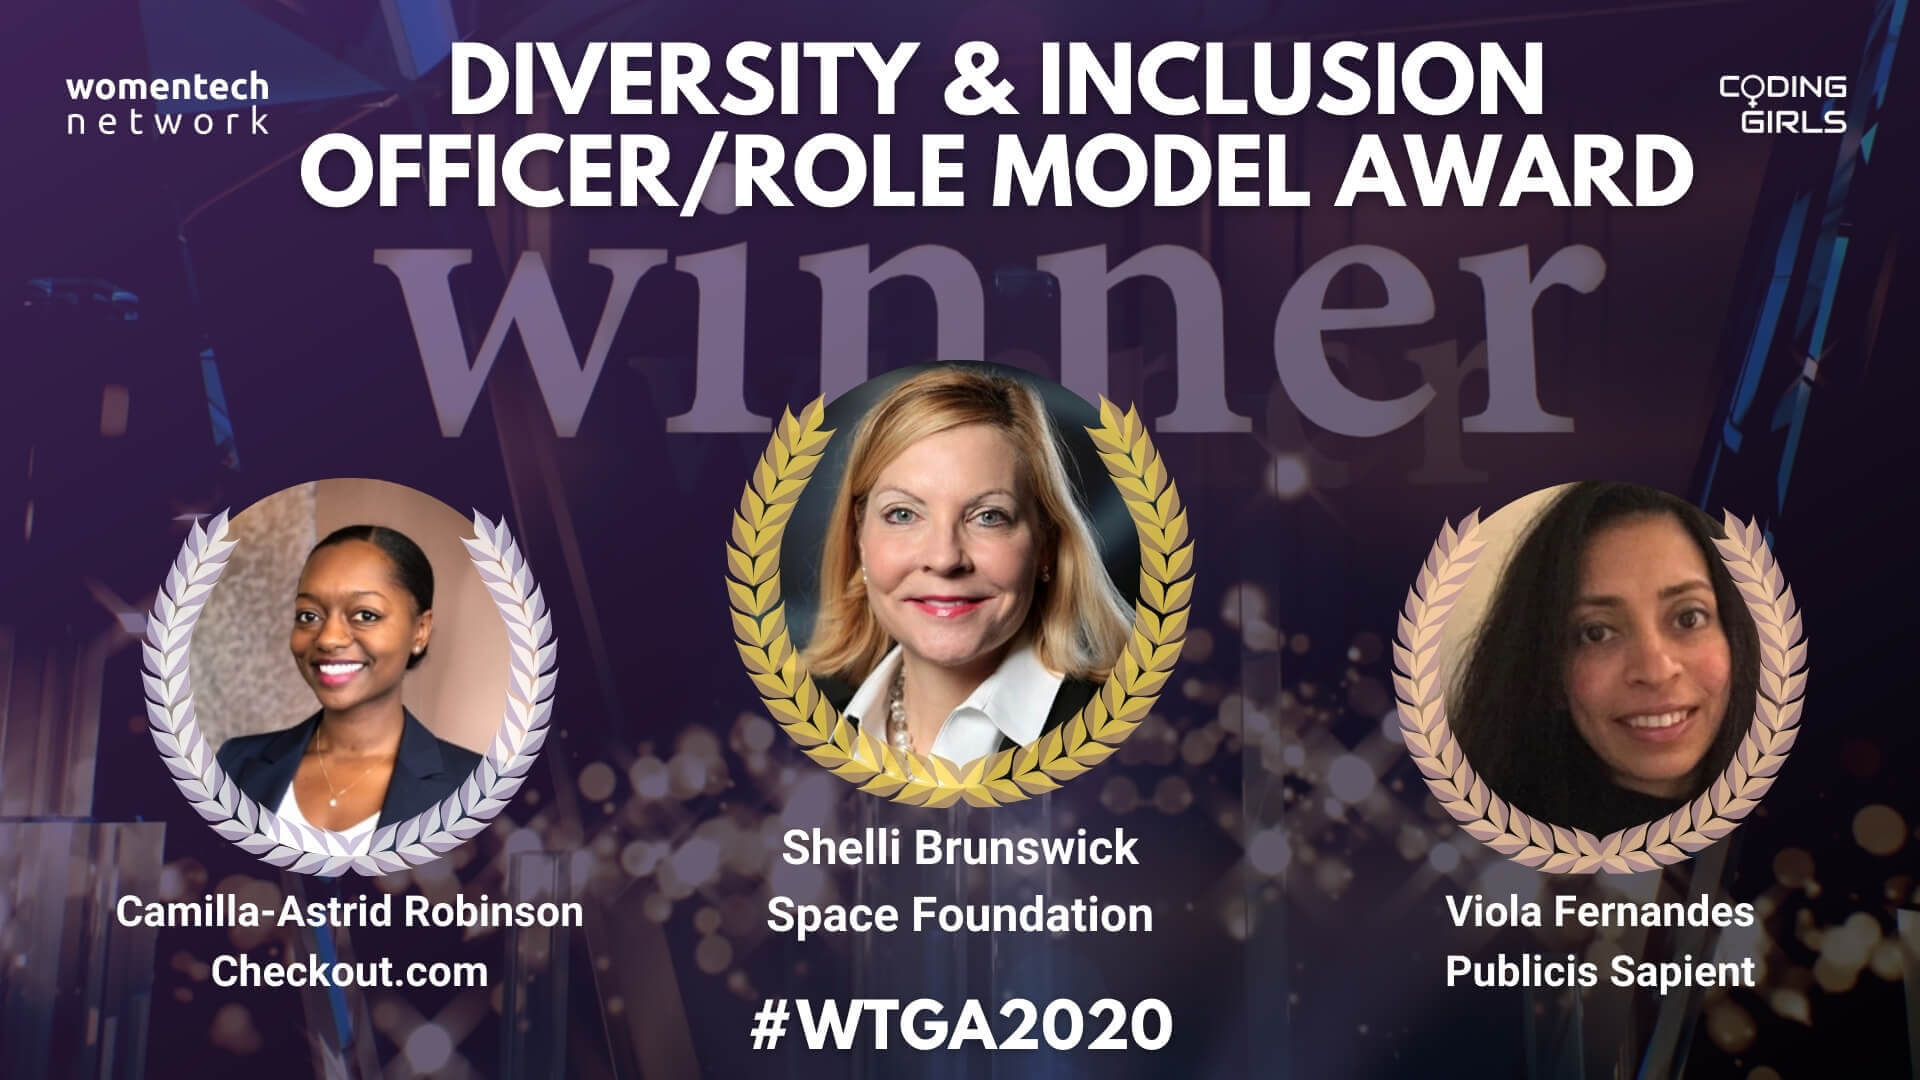 womentech
network
DIVERSITY & INCLUSION
OFFICER/ROLE MODEL AWARD
CODING
GIRLS
winner
Shelli Brunswick
Space Foundation
Camilla-Astrid Robinson
Checkout.com
Viola Fernandes
Publicis Sapient
#WTGA2020